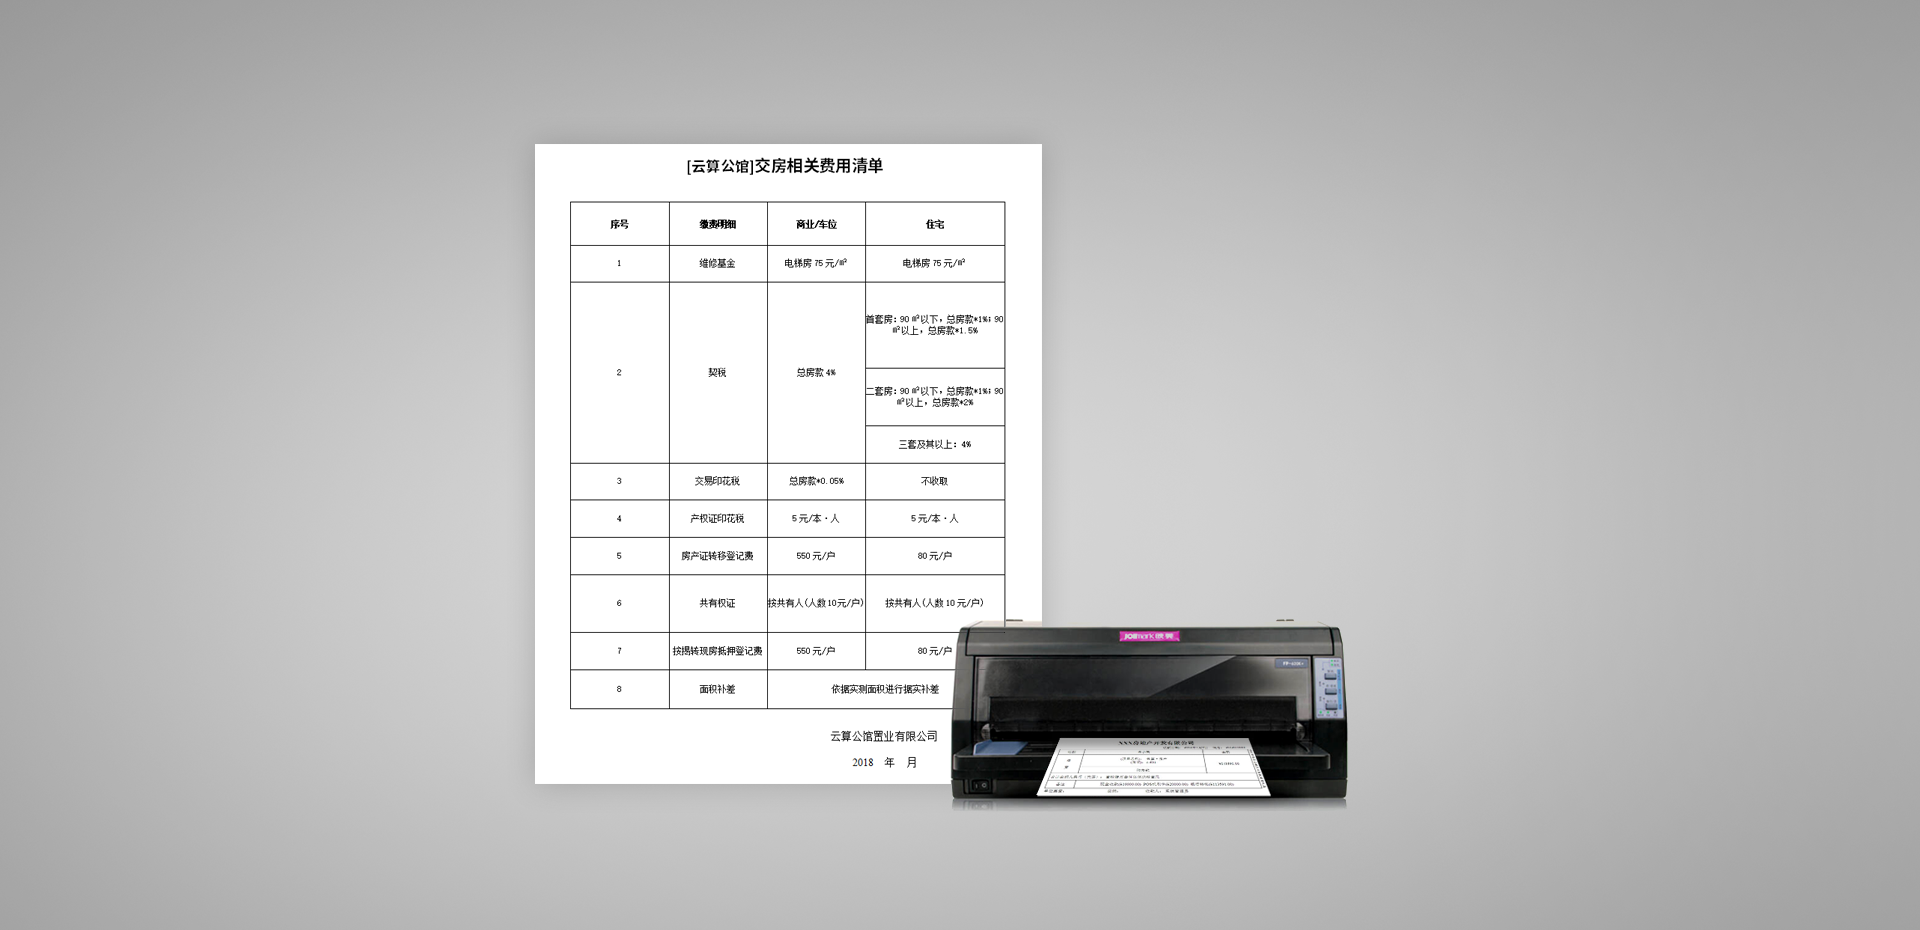 [云算公馆]交房相关费用清单
序号 缴费明细 商业/车位 住宅
1 维修基金 电梯房 75 元/㎡ 电梯房 75 元/㎡
2 契税 总房款 4%
首套房: 90 ㎡以下, 总房款*1%; 90
㎡以上, 总房款*1.5%
二套房: 90 ㎡以下, 总房款*1%; 90
㎡以上, 总房款*2%
三套及其以上: 4%
3 交易印花税 总房款*0.05% 不收取
4 产权证印花税 5 元/本·人 5 元/本·人
5 房产证转移登记费 550 元/户 80 元/户
6 共有权证 按共有人(人数10元/户) 按共有人(人数 10 元/户)
7 按揭转现房抵押登记费 550 元/户 80 元/户
8 面积补差 依据实测面积进行据实补差
云算公馆置业有限公司
2018 年 月
JOlimark 映美
XXX房地产开发有限公司